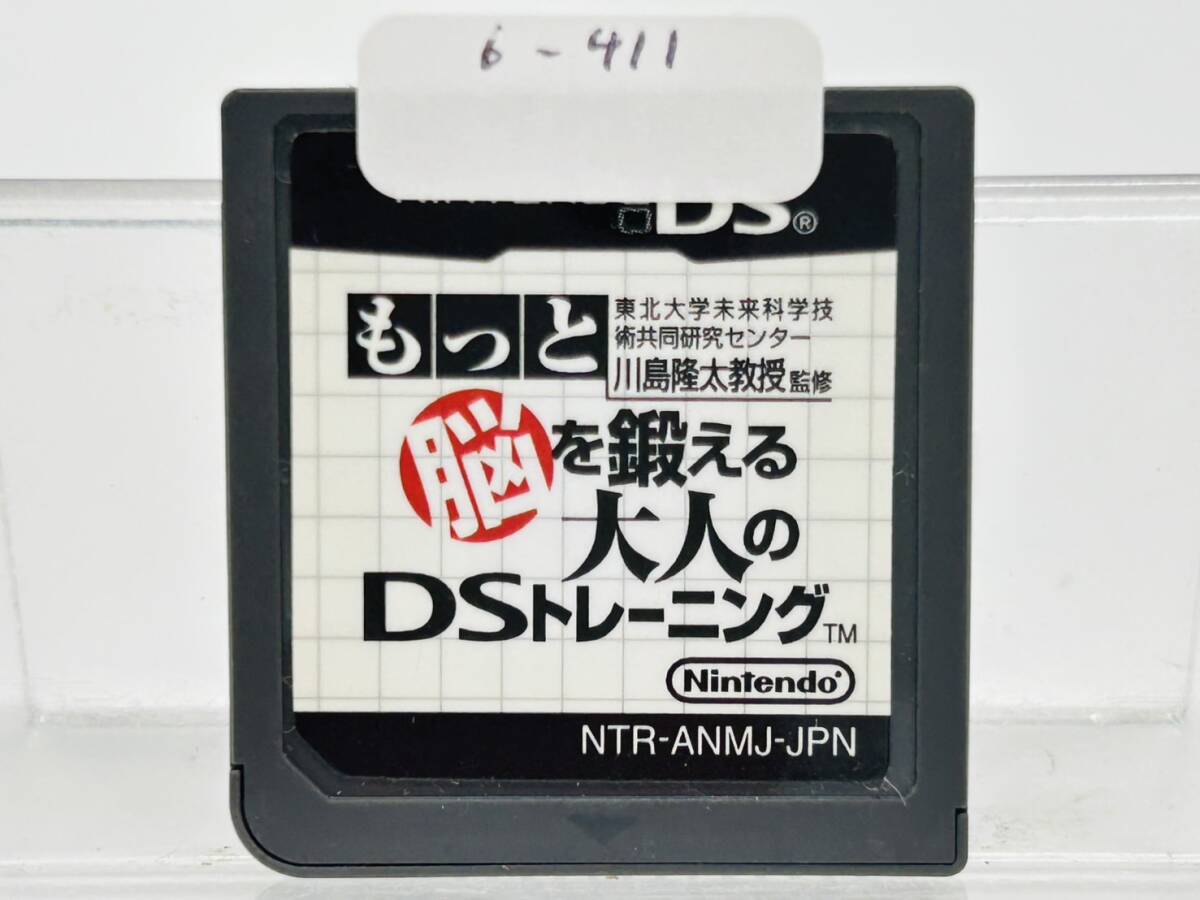 6-411
DS®
もっと
東北大学未来科学技
術共同研究センター
川島隆太教授監修
脳を鍛える
大人の
DSトレーニング™
Nintendo
NTR-ANMJ-JPN